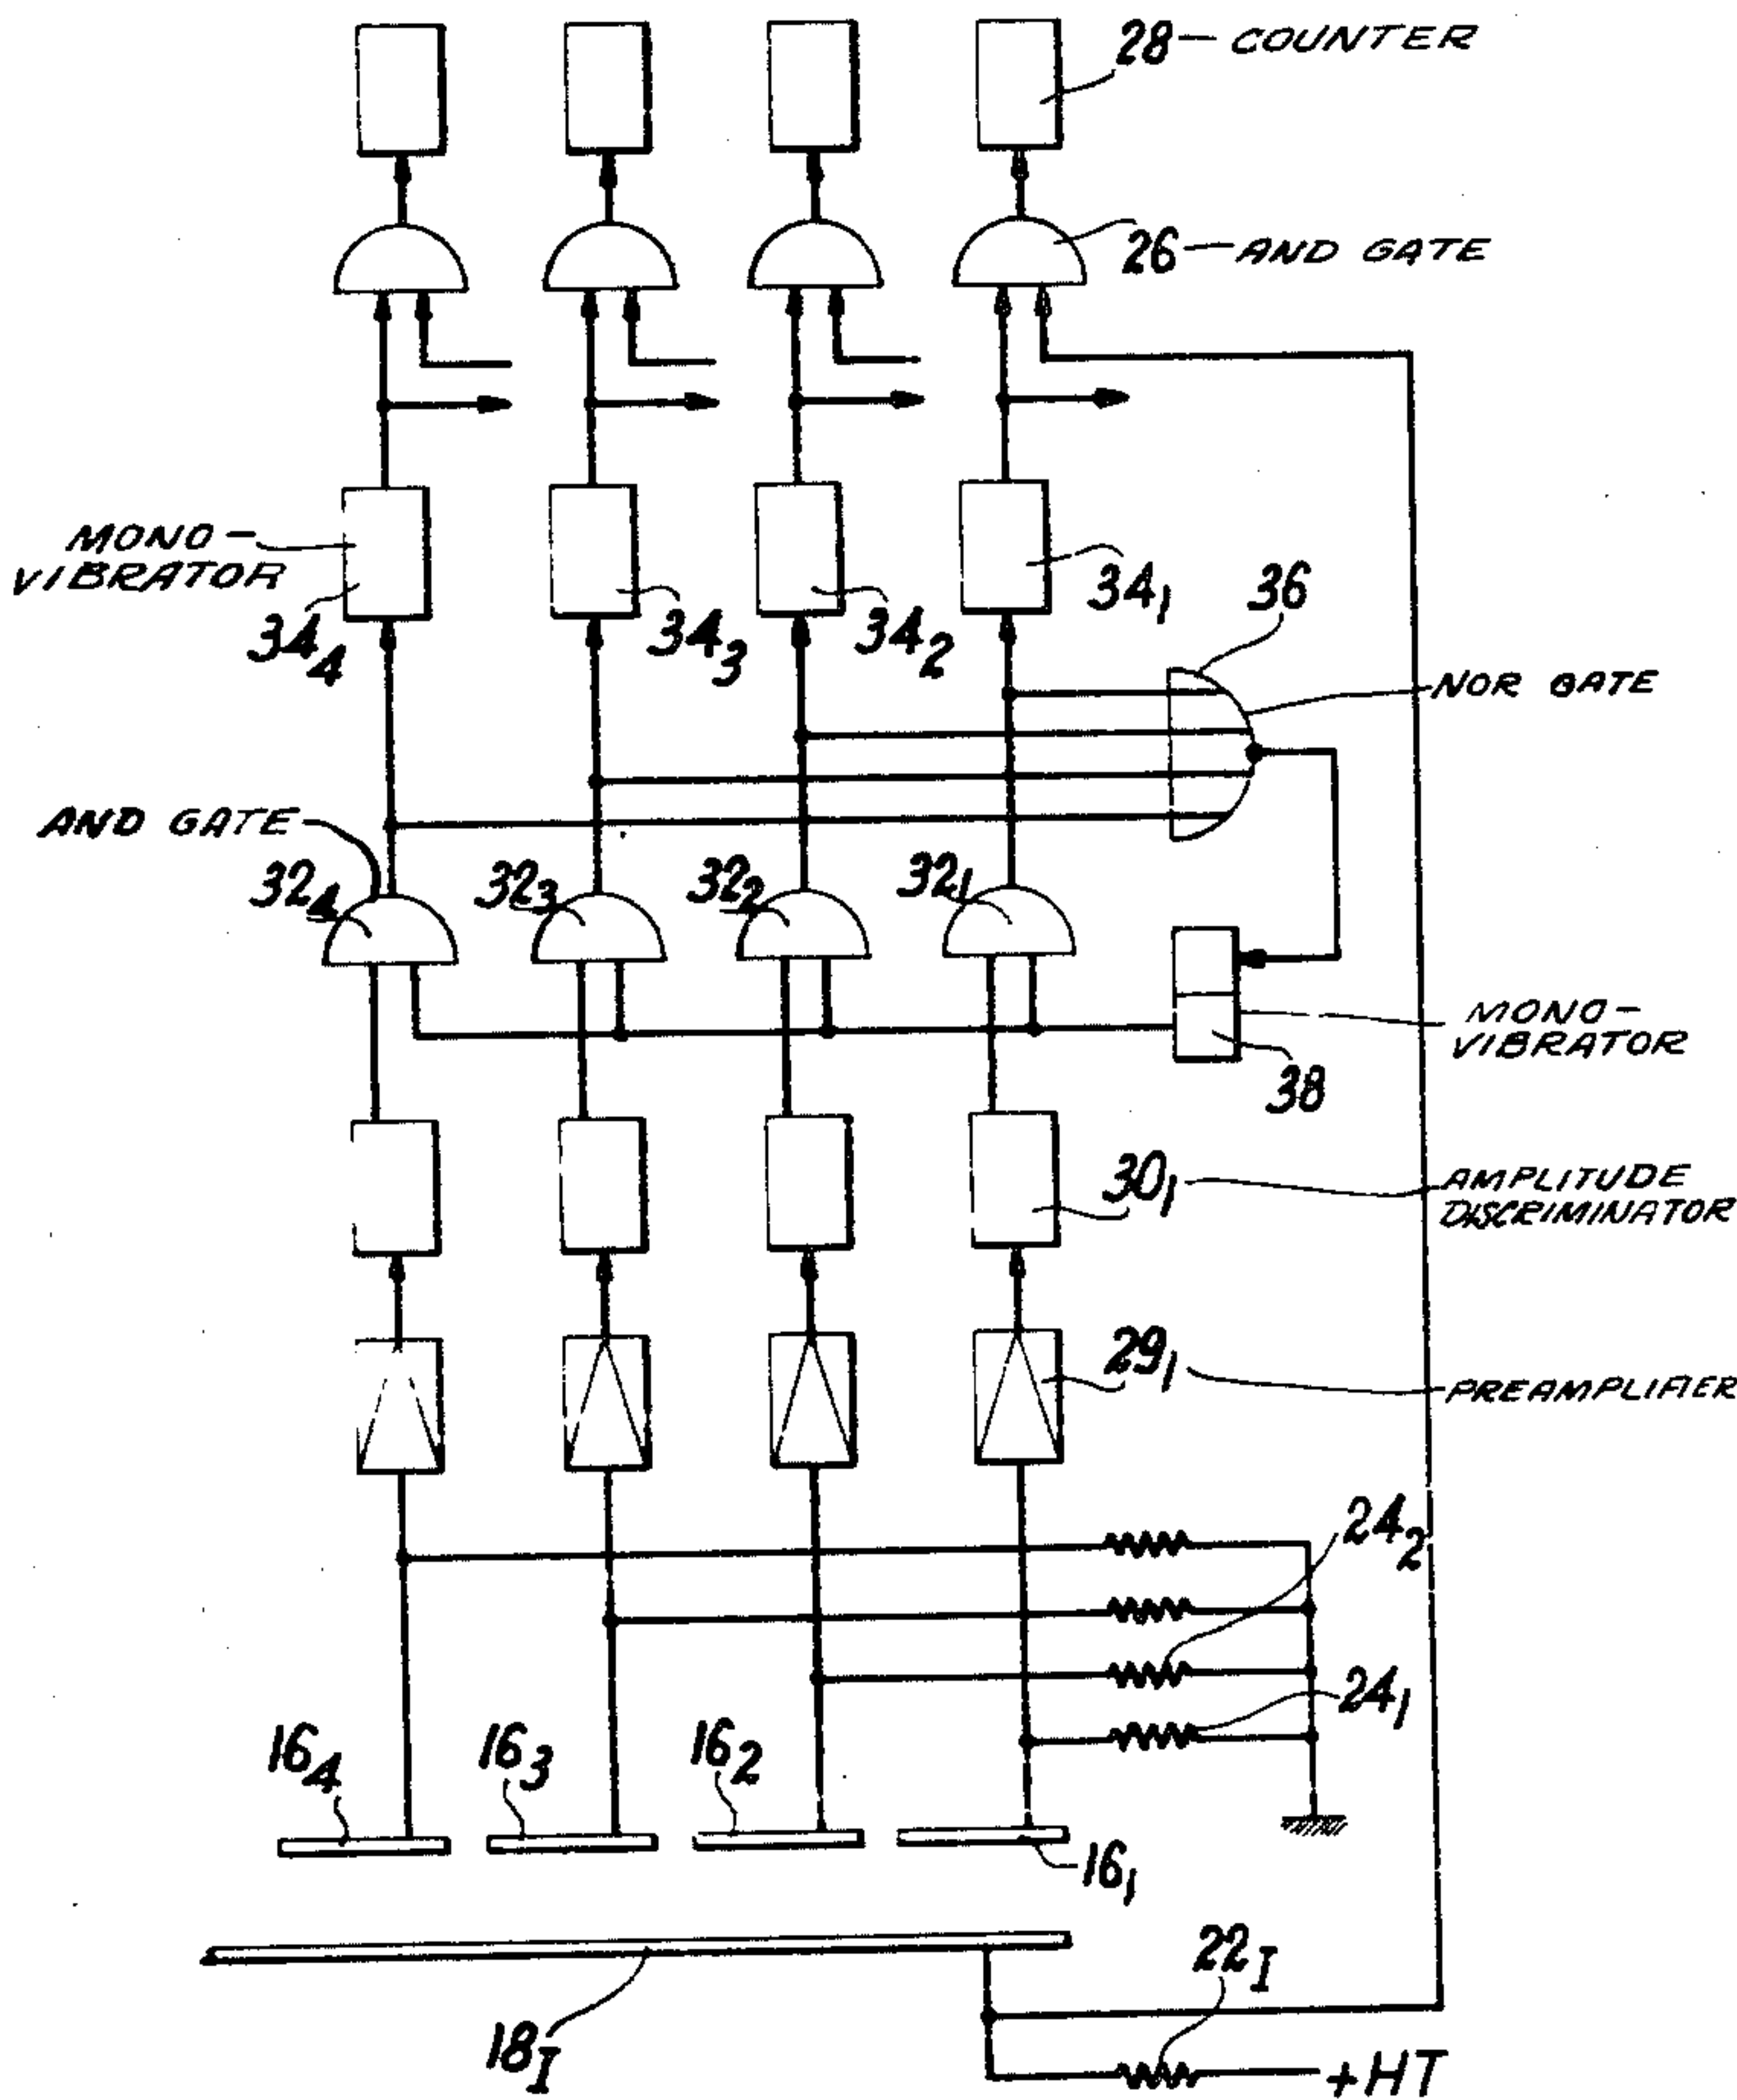 28 — COUNTER
26 — AND GATE
MONO-
VIBRATOR
34₄
34₃
34₂
34₁
36
NOR GATE
AND GATE
32₄
32₃
32₂
32₁
MONO-
VIBRATOR
38
30₁
AMPLITUDE
DISCRIMINATOR
29₁
PREAMPLIFIER
24₂
24₁
16₄
16₃
16₂
16₁
22I
18I
+HT